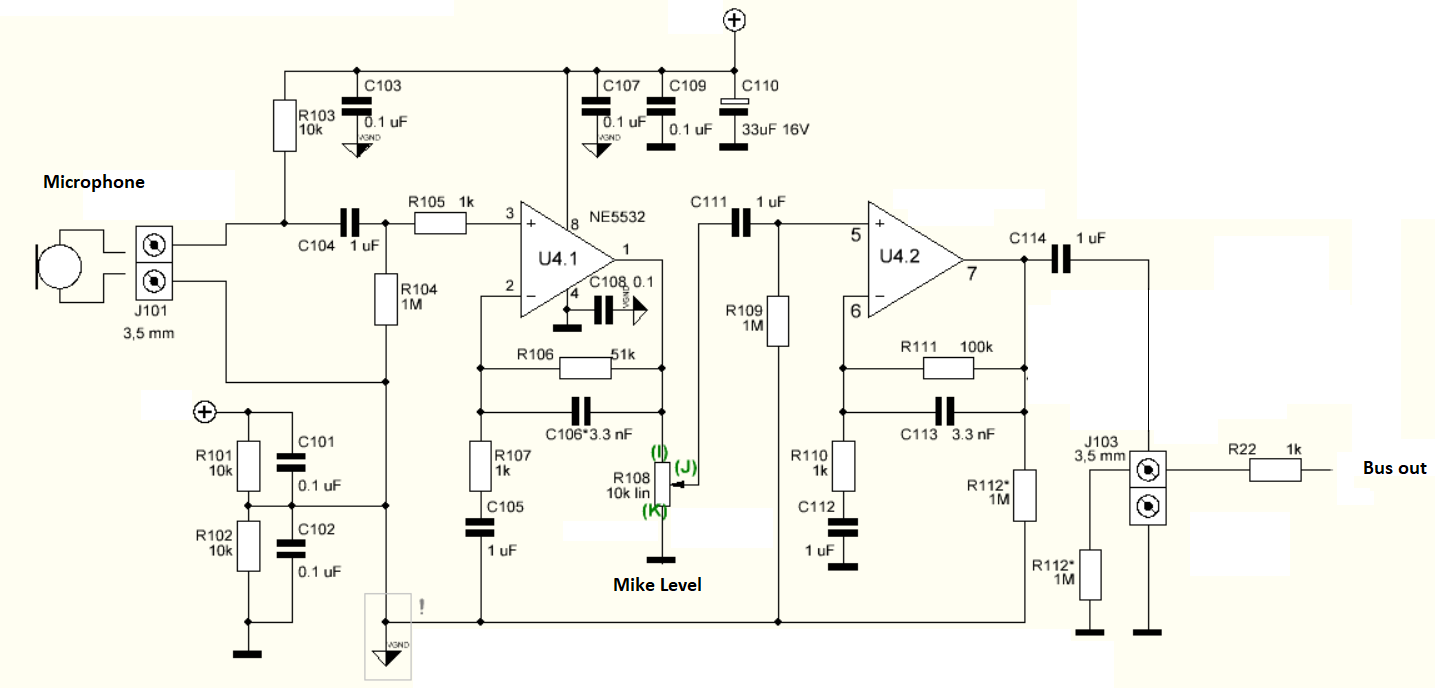 C103
0.1 uF
VGND
R103
10k
C107
0.1 uF
VGND
C109
0.1 uF
C110
33uF 16V
Microphone
J101
3,5 mm
C104
1 uF
R105 1k
R104
1M
3
2
+
−
8
4
1
NE5532
U4.1
C108 0.1
VGND
R106 51k
C106* 3.3 nF
R107
1k
C105
1 uF
(I)
(J)
(K)
R108
10k lin
Mike Level
C111 1 uF
R109
1M
5
6
+
−
7
U4.2
R111 100k
C113 3.3 nF
R110
1k
C112
1 uF
R112*
1M
C114 1 uF
J103
3,5 mm
R112*
1M
R22 1k
Bus out
R101
10k
C101
0.1 uF
R102
10k
C102
0.1 uF
!
VGND